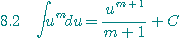 8.2 ∫u^m du = u^(m+1)/(m+1) + C